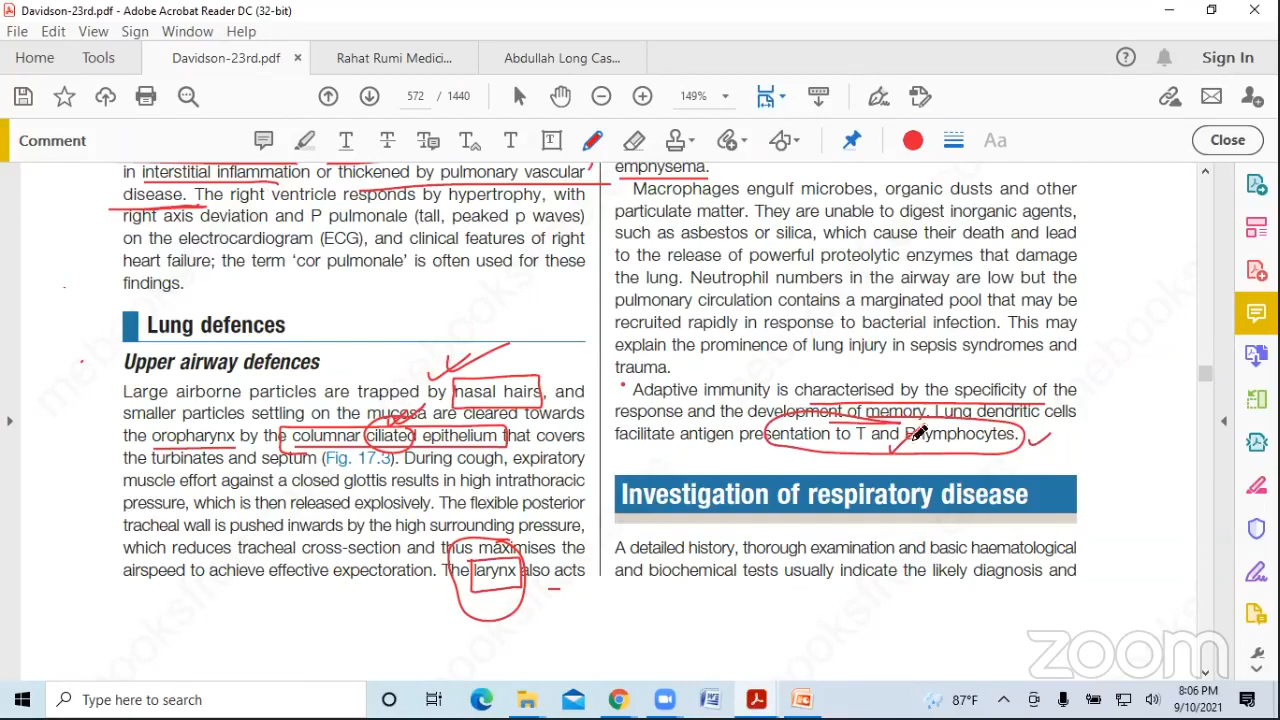 Davidson-23rd.pdf - Adobe Acrobat Reader DC (32-bit)
File Edit View Sign Window Help
Home Tools Davidson-23rd.pdf × Rahat Rumi Medici... Abdullah Long Cas... Sign In
572 / 1440 149%
Comment Close
in interstitial inflammation or thickened by pulmonary vascular
disease. The right ventricle responds by hypertrophy, with
right axis deviation and P pulmonale (tall, peaked p waves)
on the electrocardiogram (ECG), and clinical features of right
heart failure; the term ‘cor pulmonale’ is often used for these
findings.
Lung defences
Upper airway defences
Large airborne particles are trapped by nasal hairs, and
smaller particles settling on the mucosa are cleared towards
the oropharynx by the columnar ciliated epithelium that covers
the turbinates and septum (Fig. 17.3). During cough, expiratory
muscle effort against a closed glottis results in high intrathoracic
pressure, which is then released explosively. The flexible posterior
tracheal wall is pushed inwards by the high surrounding pressure,
which reduces tracheal cross-section and thus maximises the
airspeed to achieve effective expectoration. The larynx also acts
emphysema.
Macrophages engulf microbes, organic dusts and other
particulate matter. They are unable to digest inorganic agents,
such as asbestos or silica, which cause their death and lead
to the release of powerful proteolytic enzymes that damage
the lung. Neutrophil numbers in the airway are low but the
pulmonary circulation contains a marginated pool that may be
recruited rapidly in response to bacterial infection. This may
explain the prominence of lung injury in sepsis syndromes and
trauma.
Adaptive immunity is characterised by the specificity of the
response and the development of memory. Lung dendritic cells
facilitate antigen presentation to T and B lymphocytes.
Investigation of respiratory disease
A detailed history, thorough examination and basic haematological
and biochemical tests usually indicate the likely diagnosis and
zoom
Type here to search
87°F
8:06 PM
9/10/2021